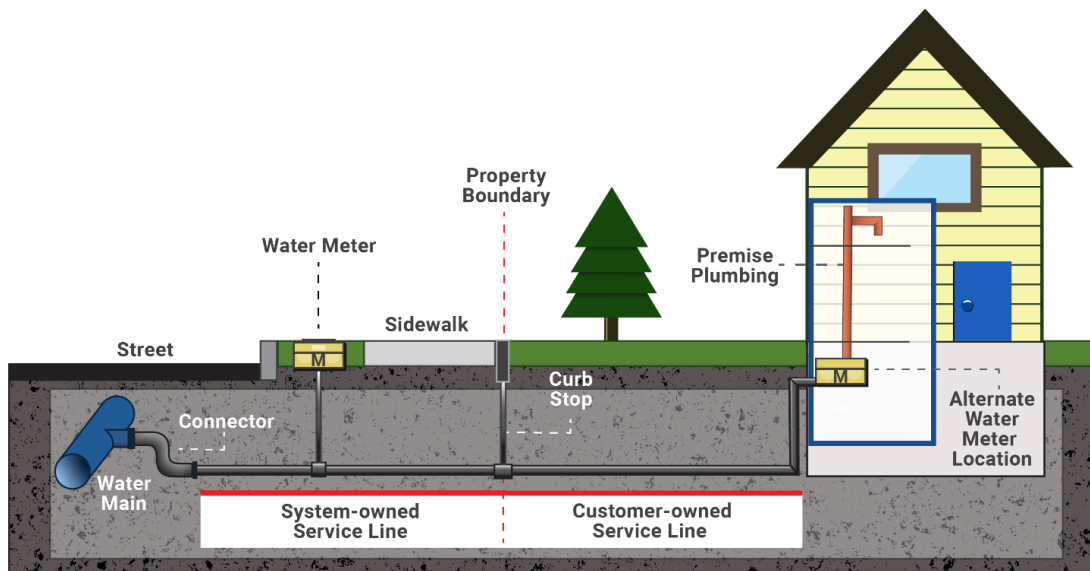 Property
Boundary
Water Meter
Premise
Plumbing
Sidewalk
Street
M
M
Curb
Stop
Connector
Alternate
Water
Meter
Location
Water
Main
System-owned
Service Line
Customer-owned
Service Line